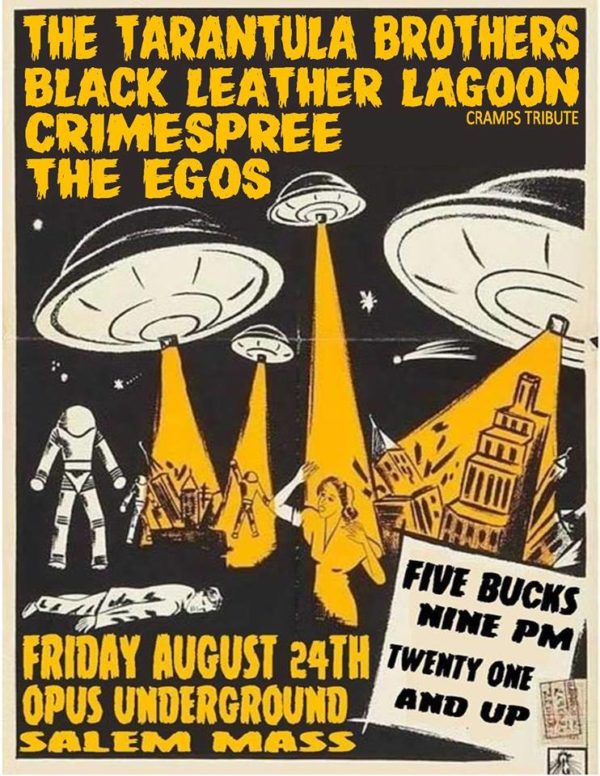 THE TARANTULA BROTHERS
BLACK LEATHER LAGOON
CRAMPS TRIBUTE
CRIMESPREE
THE EGOS
FIVE BUCKS
NINE PM
TWENTY ONE
AND UP
FRIDAY AUGUST 24TH
OPUS UNDERGROUND
SALEM MASS